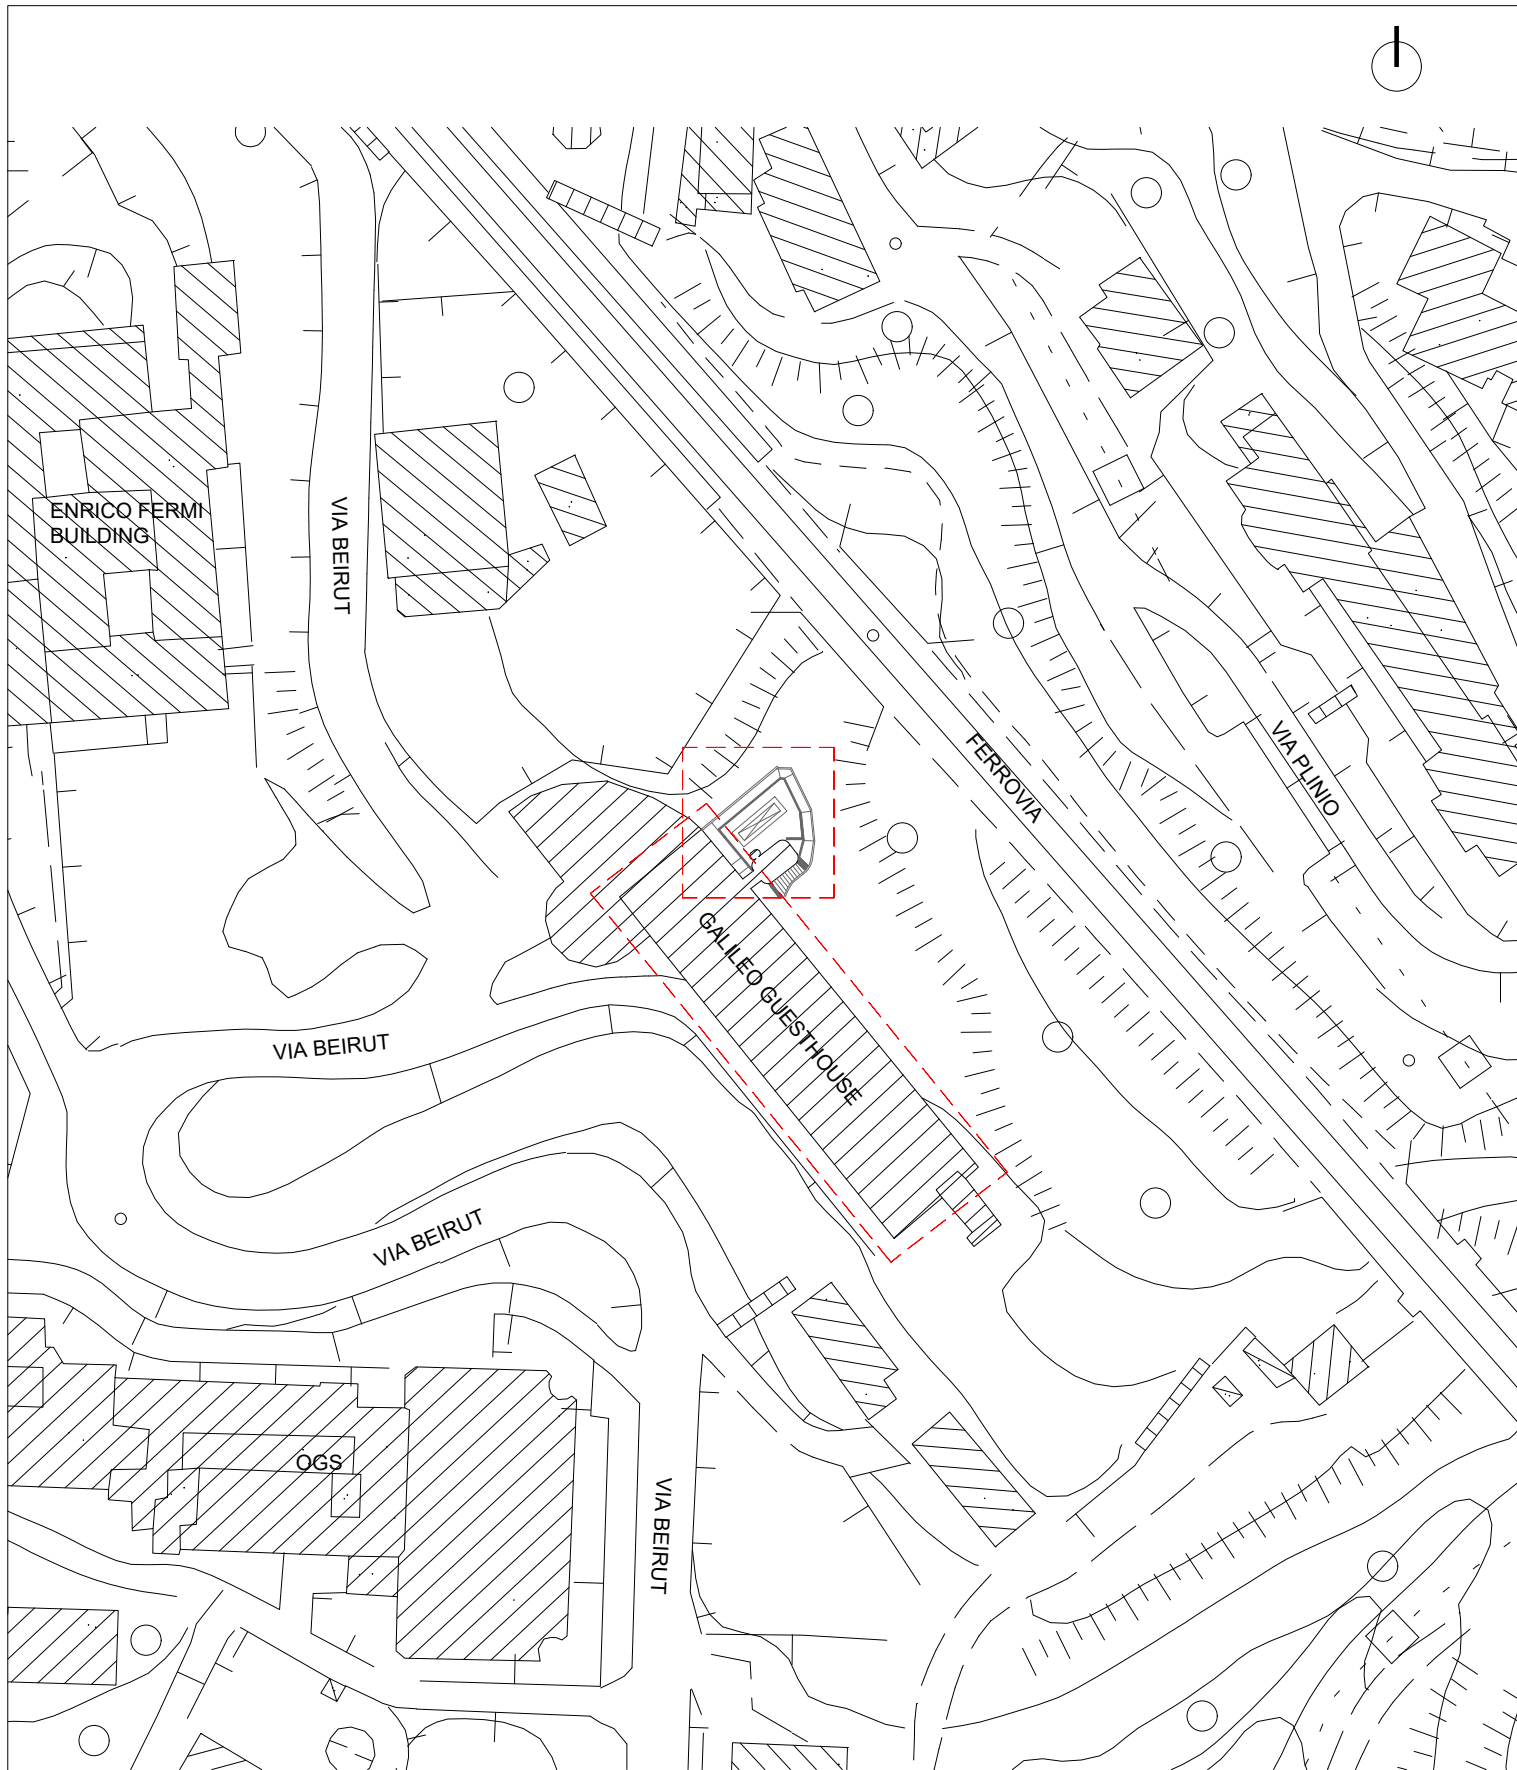 ENRICO FERMI
BUILDING
VIA BEIRUT
FERROVIA
VIA PLINIO
GALILEO GUESTHOUSE
VIA BEIRUT
VIA BEIRUT
OGS
VIA BEIRUT